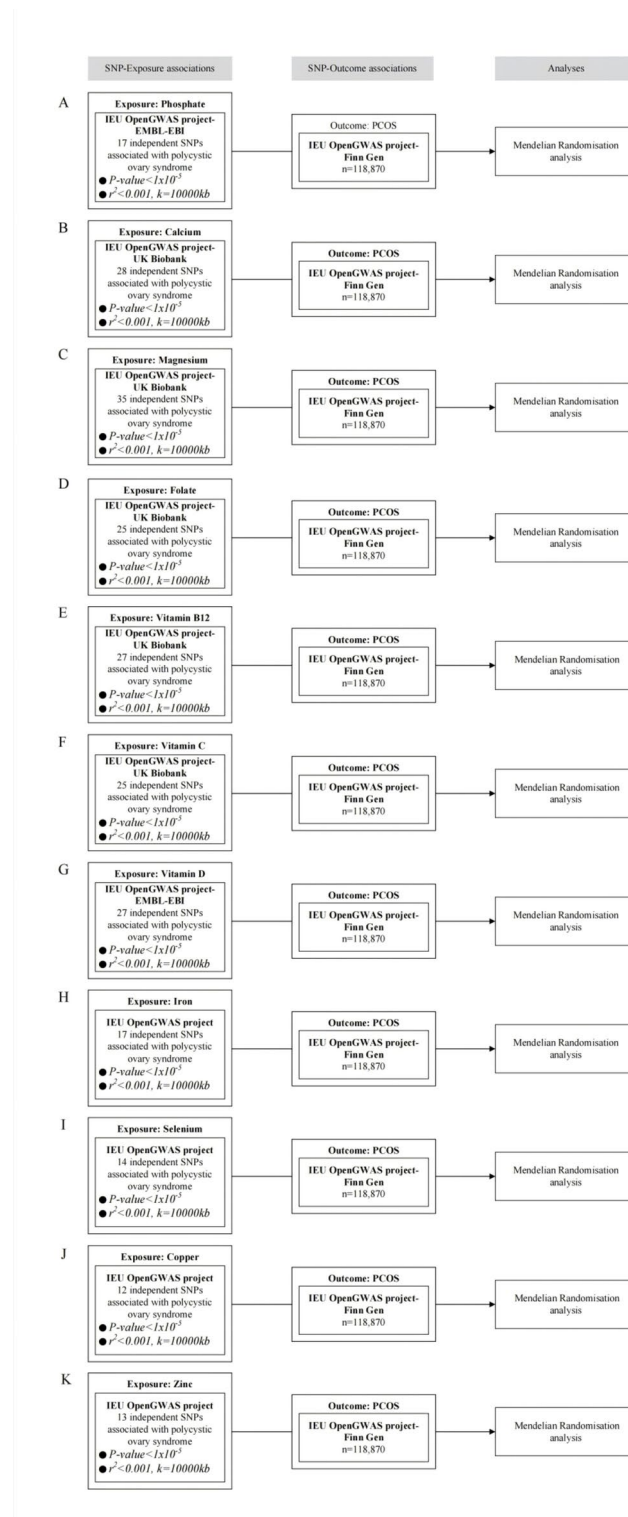 SNP-Exposure associations
SNP-Outcome associations
Analyses
A
Exposure: Phosphate
IEU OpenGWAS project-
EMBL-EBI
17 independent SNPs
associated with polycystic
ovary syndrome
● P-value<1x10⁻⁵
● r²<0.001, k=10000kb
Outcome: PCOS
IEU OpenGWAS project-
Finn Gen
n=118,870
Mendelian Randomisation
analysis
B
Exposure: Calcium
IEU OpenGWAS project-
UK Biobank
28 independent SNPs
associated with polycystic
ovary syndrome
● P-value<1x10⁻⁵
● r²<0.001, k=10000kb
Outcome: PCOS
IEU OpenGWAS project-
Finn Gen
n=118,870
Mendelian Randomisation
analysis
C
Exposure: Magnesium
IEU OpenGWAS project-
UK Biobank
35 independent SNPs
associated with polycystic
ovary syndrome
● P-value<1x10⁻⁵
● r²<0.001, k=10000kb
Outcome: PCOS
IEU OpenGWAS project-
Finn Gen
n=118,870
Mendelian Randomisation
analysis
D
Exposure: Folate
IEU OpenGWAS project-
UK Biobank
25 independent SNPs
associated with polycystic
ovary syndrome
● P-value<1x10⁻⁵
● r²<0.001, k=10000kb
Outcome: PCOS
IEU OpenGWAS project-
Finn Gen
n=118,870
Mendelian Randomisation
analysis
E
Exposure: Vitamin B12
IEU OpenGWAS project-
UK Biobank
27 independent SNPs
associated with polycystic
ovary syndrome
● P-value<1x10⁻⁵
● r²<0.001, k=10000kb
Outcome: PCOS
IEU OpenGWAS project-
Finn Gen
n=118,870
Mendelian Randomisation
analysis
F
Exposure: Vitamin C
IEU OpenGWAS project-
UK Biobank
25 independent SNPs
associated with polycystic
ovary syndrome
● P-value<1x10⁻⁵
● r²<0.001, k=10000kb
Outcome: PCOS
IEU OpenGWAS project-
Finn Gen
n=118,870
Mendelian Randomisation
analysis
G
Exposure: Vitamin D
IEU OpenGWAS project-
EMBL-EBI
27 independent SNPs
associated with polycystic
ovary syndrome
● P-value<1x10⁻⁵
● r²<0.001, k=10000kb
Outcome: PCOS
IEU OpenGWAS project-
Finn Gen
n=118,870
Mendelian Randomisation
analysis
H
Exposure: Iron
IEU OpenGWAS project
17 independent SNPs
associated with polycystic
ovary syndrome
● P-value<1x10⁻⁵
● r²<0.001, k=10000kb
Outcome: PCOS
IEU OpenGWAS project-
Finn Gen
n=118,870
Mendelian Randomisation
analysis
I
Exposure: Selenium
IEU OpenGWAS project
14 independent SNPs
associated with polycystic
ovary syndrome
● P-value<1x10⁻⁵
● r²<0.001, k=10000kb
Outcome: PCOS
IEU OpenGWAS project-
Finn Gen
n=118,870
Mendelian Randomisation
analysis
J
Exposure: Copper
IEU OpenGWAS project
12 independent SNPs
associated with polycystic
ovary syndrome
● P-value<1x10⁻⁵
● r²<0.001, k=10000kb
Outcome: PCOS
IEU OpenGWAS project-
Finn Gen
n=118,870
Mendelian Randomisation
analysis
K
Exposure: Zinc
IEU OpenGWAS project
13 independent SNPs
associated with polycystic
ovary syndrome
● P-value<1x10⁻⁵
● r²<0.001, k=10000kb
Outcome: PCOS
IEU OpenGWAS project-
Finn Gen
n=118,870
Mendelian Randomisation
analysis